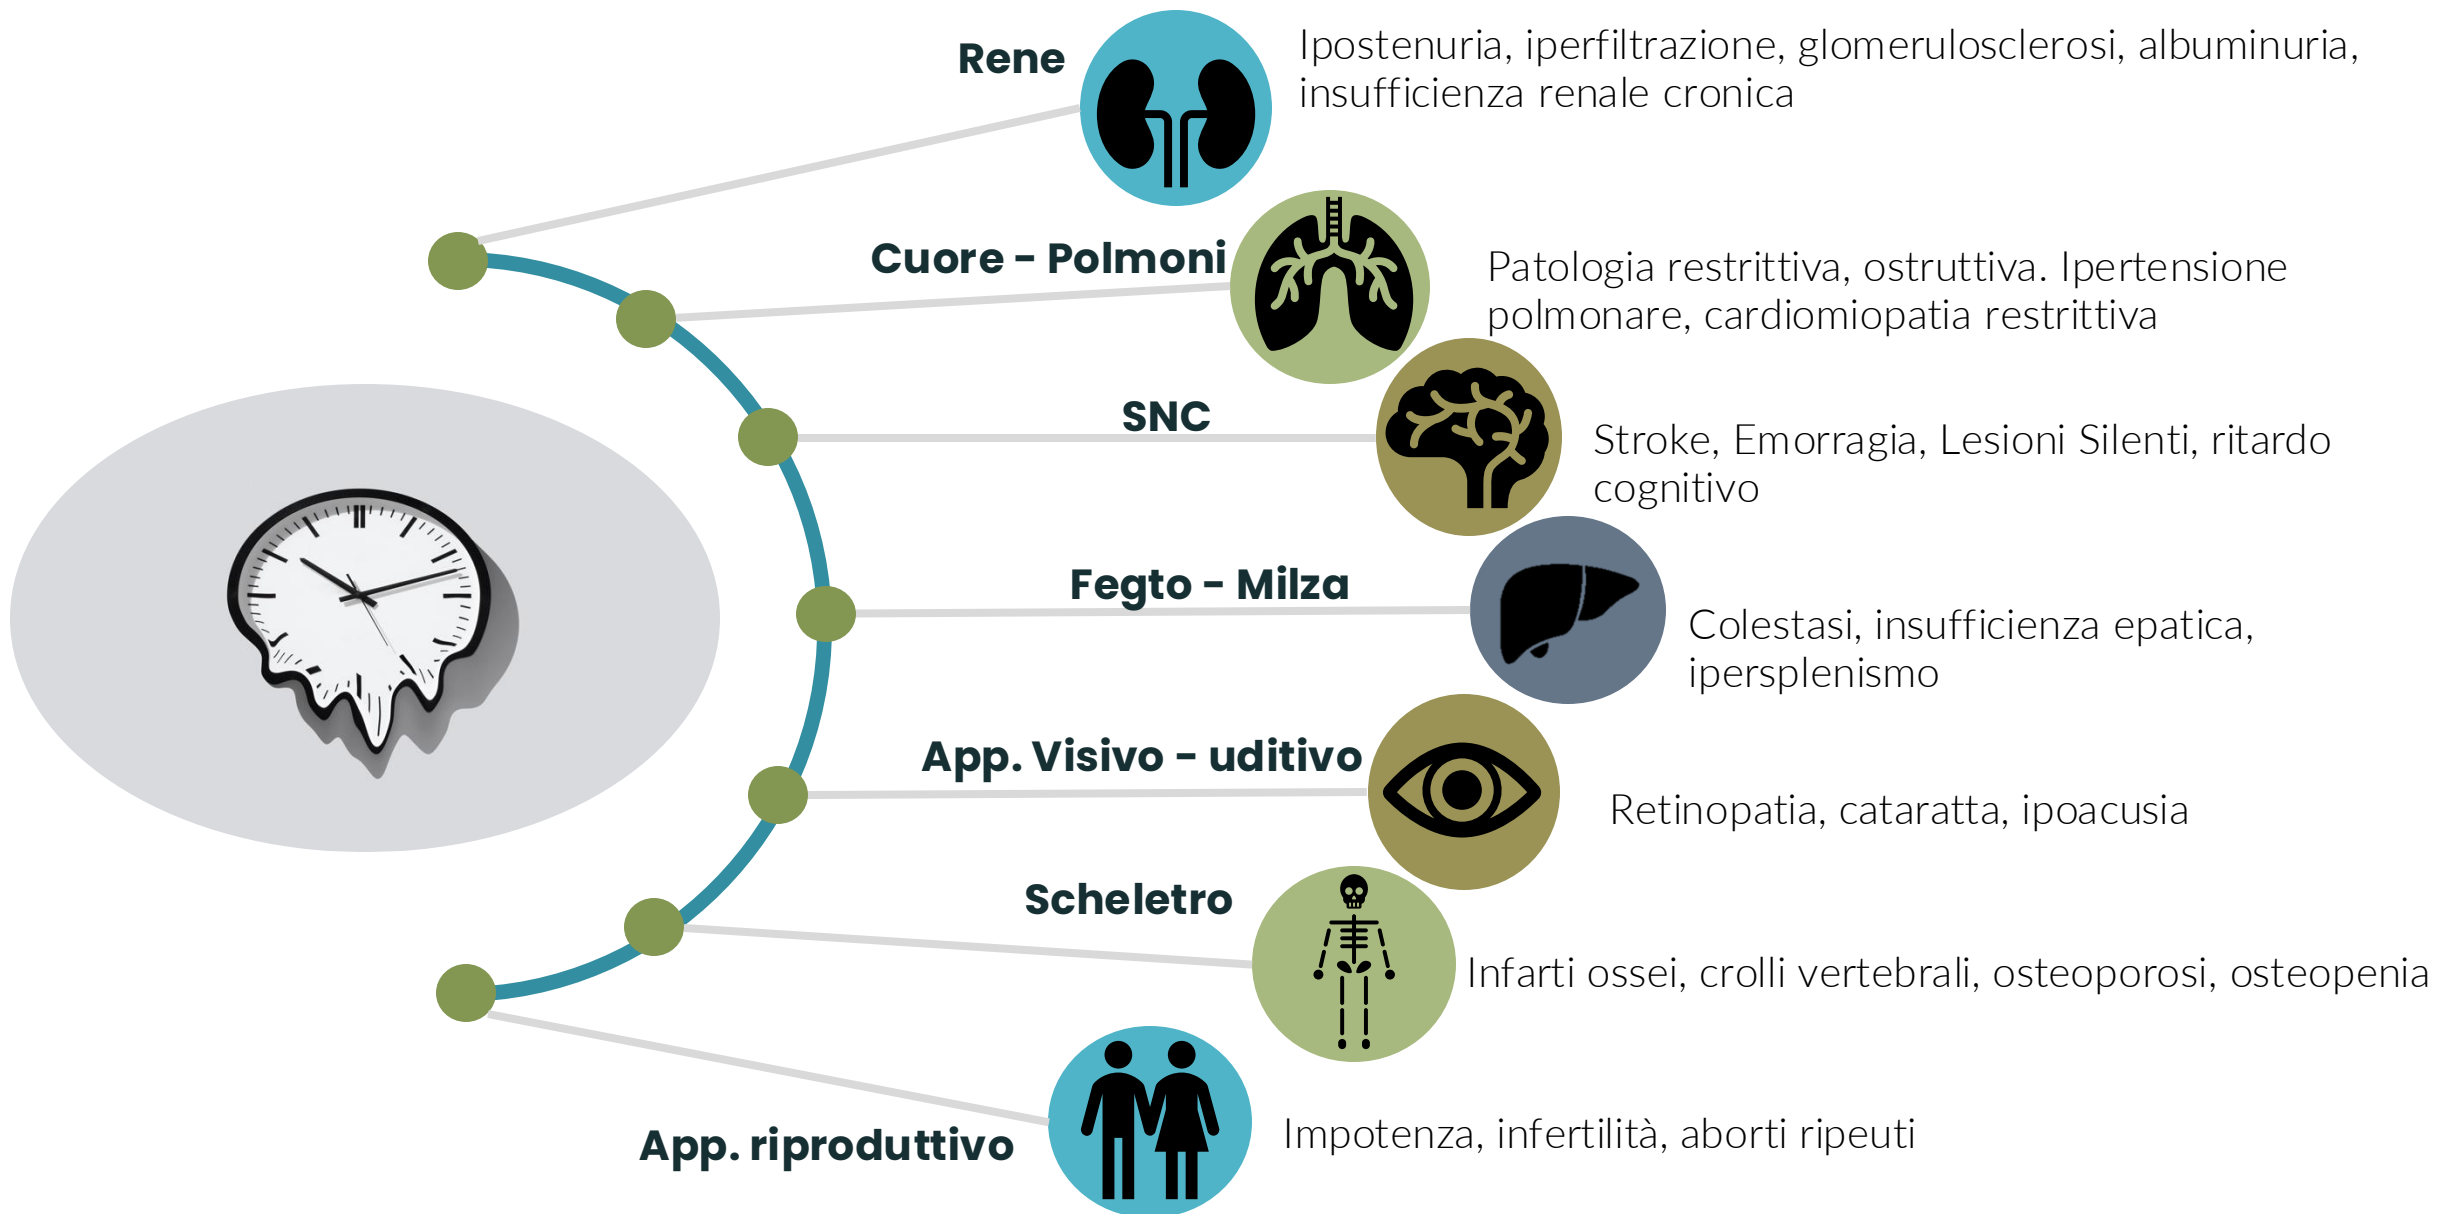 Rene
Ipostenuria, iperfiltrazione, glomerulosclerosi, albuminuria,
insufficienza renale cronica
Cuore - Polmoni
Patologia restrittiva, ostruttiva. Ipertensione
polmonare, cardiomiopatia restrittiva
SNC
Stroke, Emorragia, Lesioni Silenti, ritardo
cognitivo
Fegto - Milza
Colestasi, insufficienza epatica,
ipersplenismo
App. Visivo - uditivo
Retinopatia, cataratta, ipoacusia
Scheletro
Infarti ossei, crolli vertebrali, osteoporosi, osteopenia
App. riproduttivo
Impotenza, infertilità, aborti ripeuti